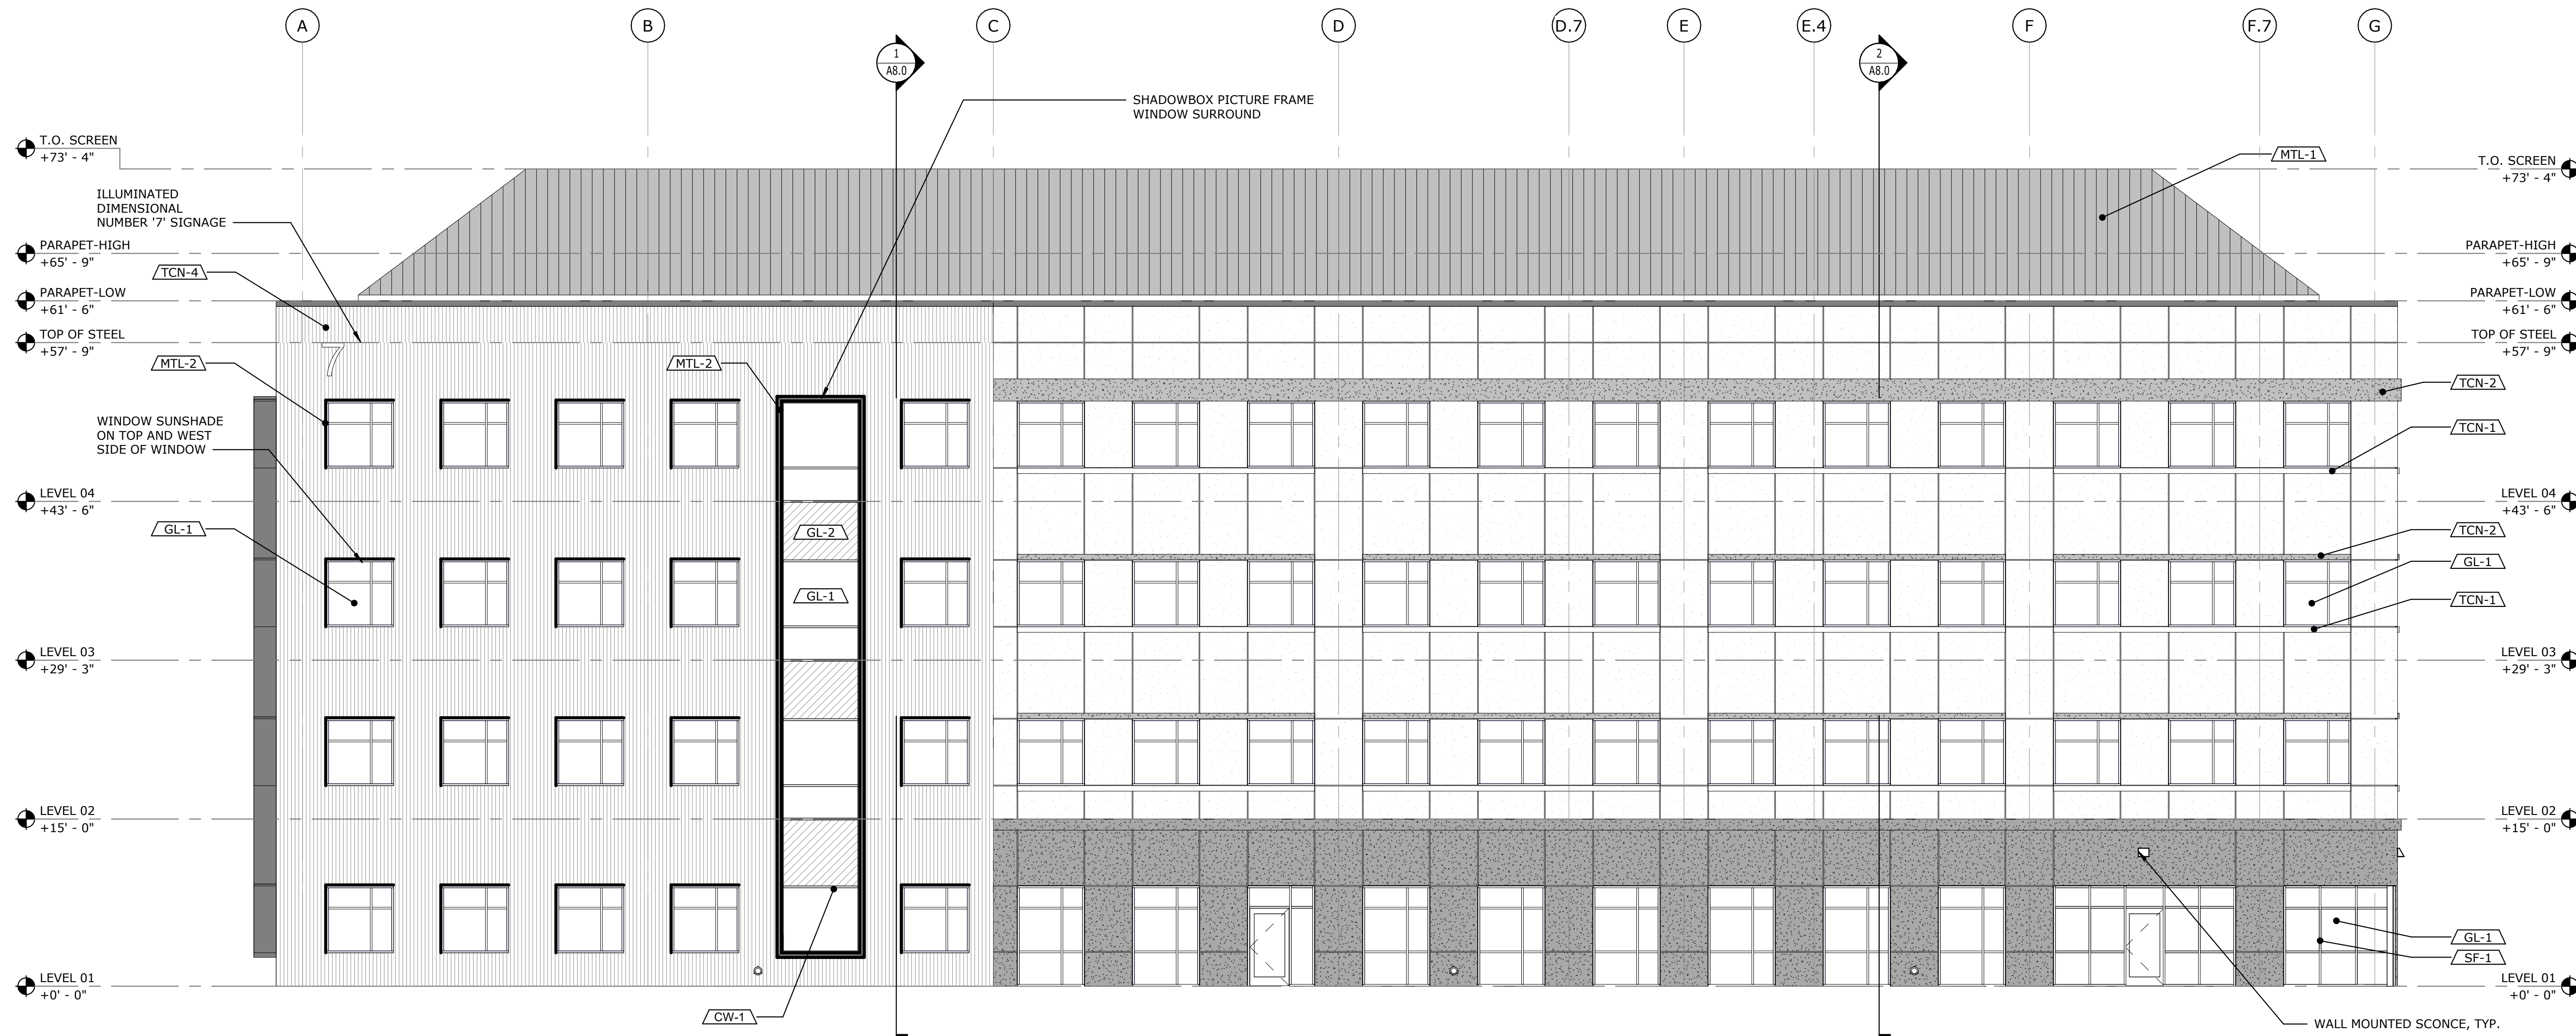 A
B
C
D
D.7
E
E.4
F
F.7
G
1
A8.0
2
A8.0
SHADOWBOX PICTURE FRAME
WINDOW SURROUND
T.O. SCREEN
+73' - 4"
MTL-1
T.O. SCREEN
+73' - 4"
ILLUMINATED
DIMENSIONAL
NUMBER '7' SIGNAGE
PARAPET-HIGH
+65' - 9"
PARAPET-HIGH
+65' - 9"
TCN-4
PARAPET-LOW
+61' - 6"
PARAPET-LOW
+61' - 6"
TOP OF STEEL
+57' - 9"
TOP OF STEEL
+57' - 9"
7
MTL-2
MTL-2
TCN-2
WINDOW SUNSHADE
ON TOP AND WEST
SIDE OF WINDOW
TCN-1
LEVEL 04
+43' - 6"
LEVEL 04
+43' - 6"
GL-1
GL-2
TCN-2
GL-1
GL-1
TCN-1
LEVEL 03
+29' - 3"
LEVEL 03
+29' - 3"
LEVEL 02
+15' - 0"
LEVEL 02
+15' - 0"
GL-1
SF-1
LEVEL 01
+0' - 0"
LEVEL 01
+0' - 0"
CW-1
WALL MOUNTED SCONCE, TYP.